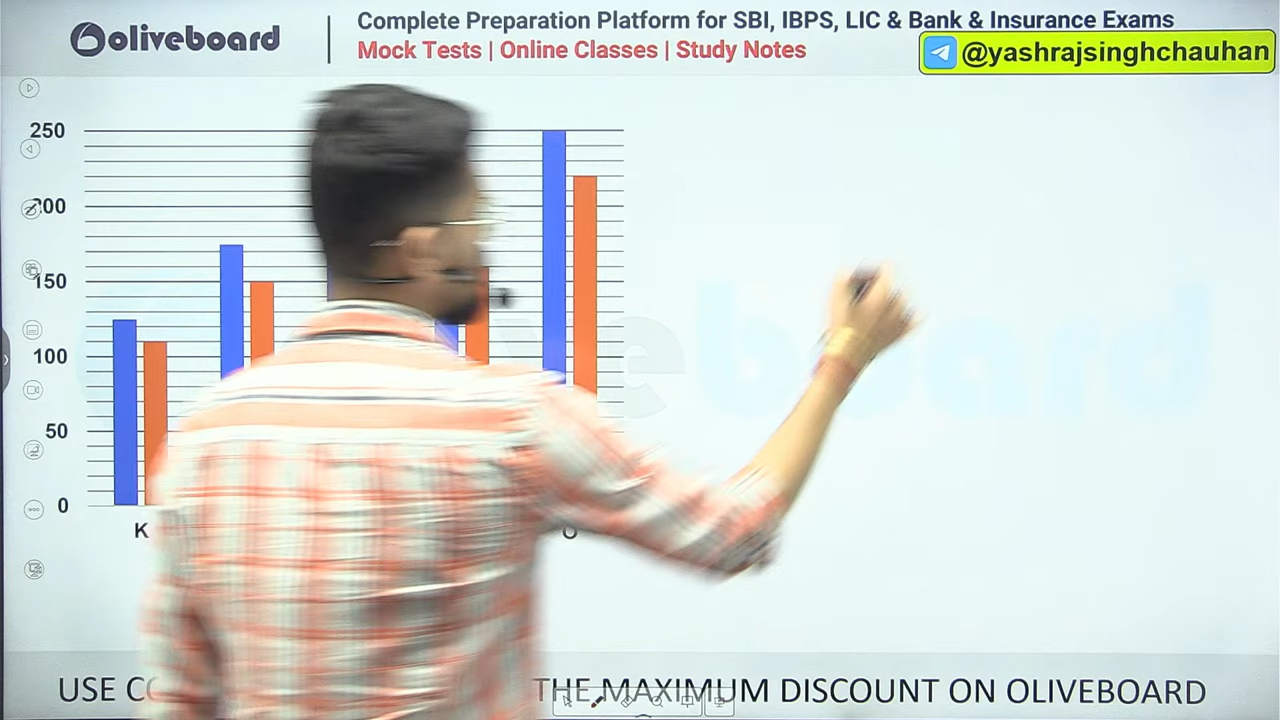 oliveboard
Complete Preparation Platform for SBI, IBPS, LIC & Bank & Insurance Exams
Mock Tests | Online Classes | Study Notes
@yashrajsinghchauhan
250
200
150
100
50
0
K
O
USE THE MAXIMUM DISCOUNT ON OLIVEBOARD